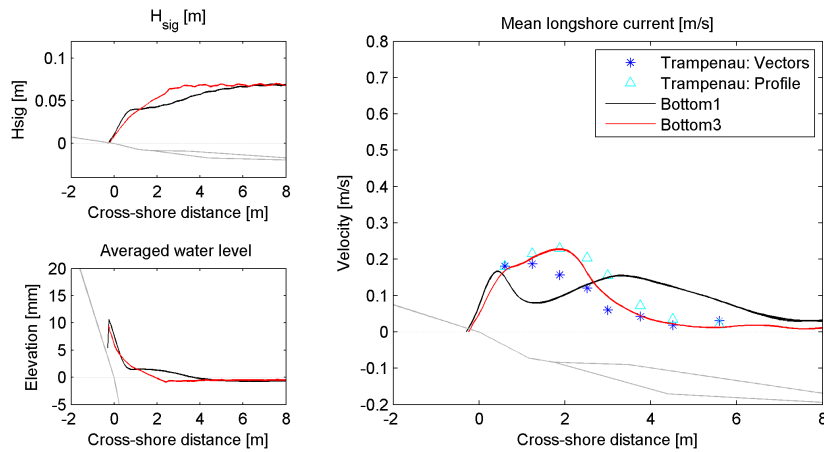 H_sig [m]
0.1
0.05
0
Hsig [m]
-2 0 2 4 6 8
Cross-shore distance [m]
Averaged water level
20
15
10
5
0
-5
Elevation [mm]
-2 0 2 4 6 8
Cross-shore distance [m]
Mean longshore current [m/s]
Trampenau: Vectors
Trampenau: Profile
Bottom1
Bottom3
0.8
0.7
0.6
0.5
0.4
0.3
0.2
0.1
0
-0.1
-0.2
Velocity [m/s]
-2 0 2 4 6 8
Cross-shore distance [m]